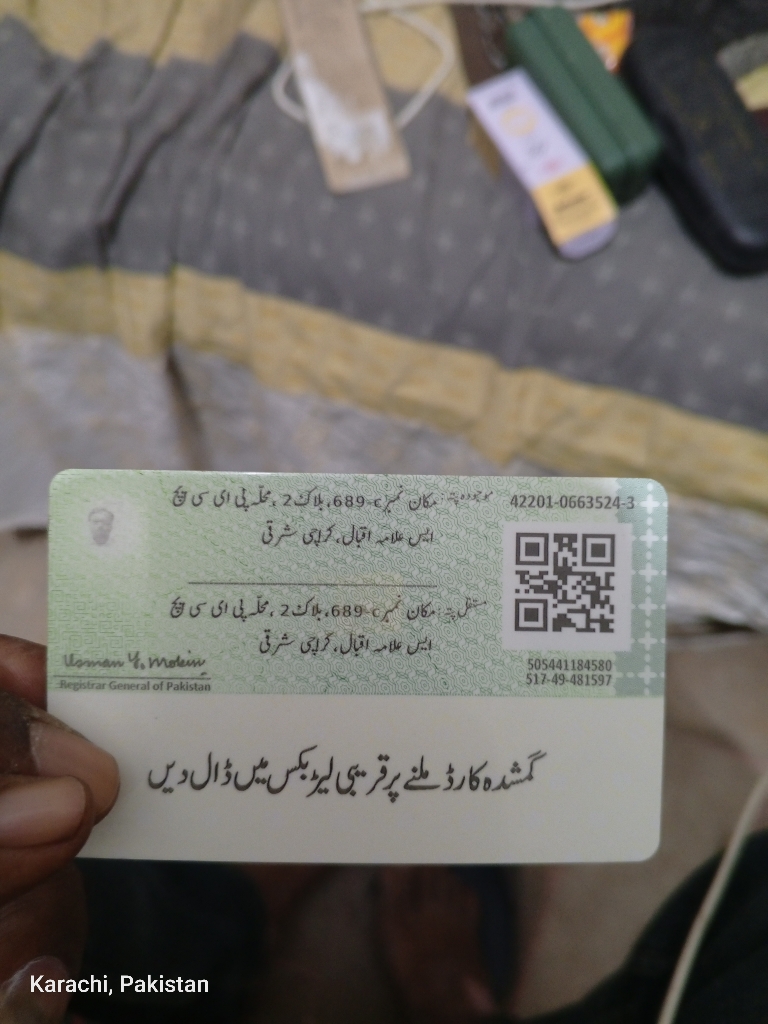 42201-0663524-3
موجودہ پتہ: مکان نمبر 689-c، بلاک 2، محلہ پی ای سی ایچ
ایس علامہ اقبال، کراچی شرقی
مستقل پتہ: مکان نمبر 689-c، بلاک 2، محلہ پی ای سی ایچ
ایس علامہ اقبال، کراچی شرقی
505441184580
517-49-481597
Usman Y. Mobin
Registrar General of Pakistan
گمشدہ کارڈ ملنے پر قریبی لیٹر بکس میں ڈال دیں
Karachi, Pakistan